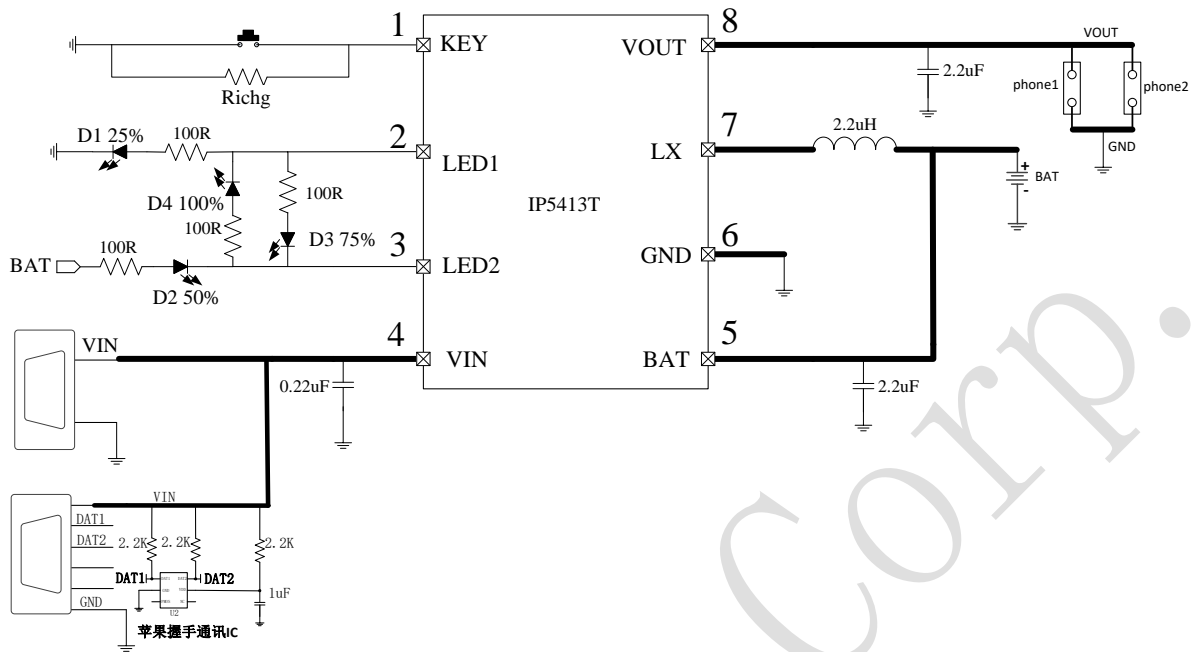 1
KEY
Richg
8
VOUT
2.2uF
VOUT
phone1
phone2
GND
D1 25%
100R
2
LED1
D4 100%
100R
100R
D3 75%
BAT
100R
D2 50%
3
LED2
IP5413T
7
LX
2.2uH
+
BAT
-
6
GND
VIN
4
VIN
0.22uF
5
BAT
2.2uF
VIN
DAT1
DAT2
GND
2.2K
2.2K
2.2K
DAT1
DAT2
U2
1uF
苹果握手通讯IC
Corp.